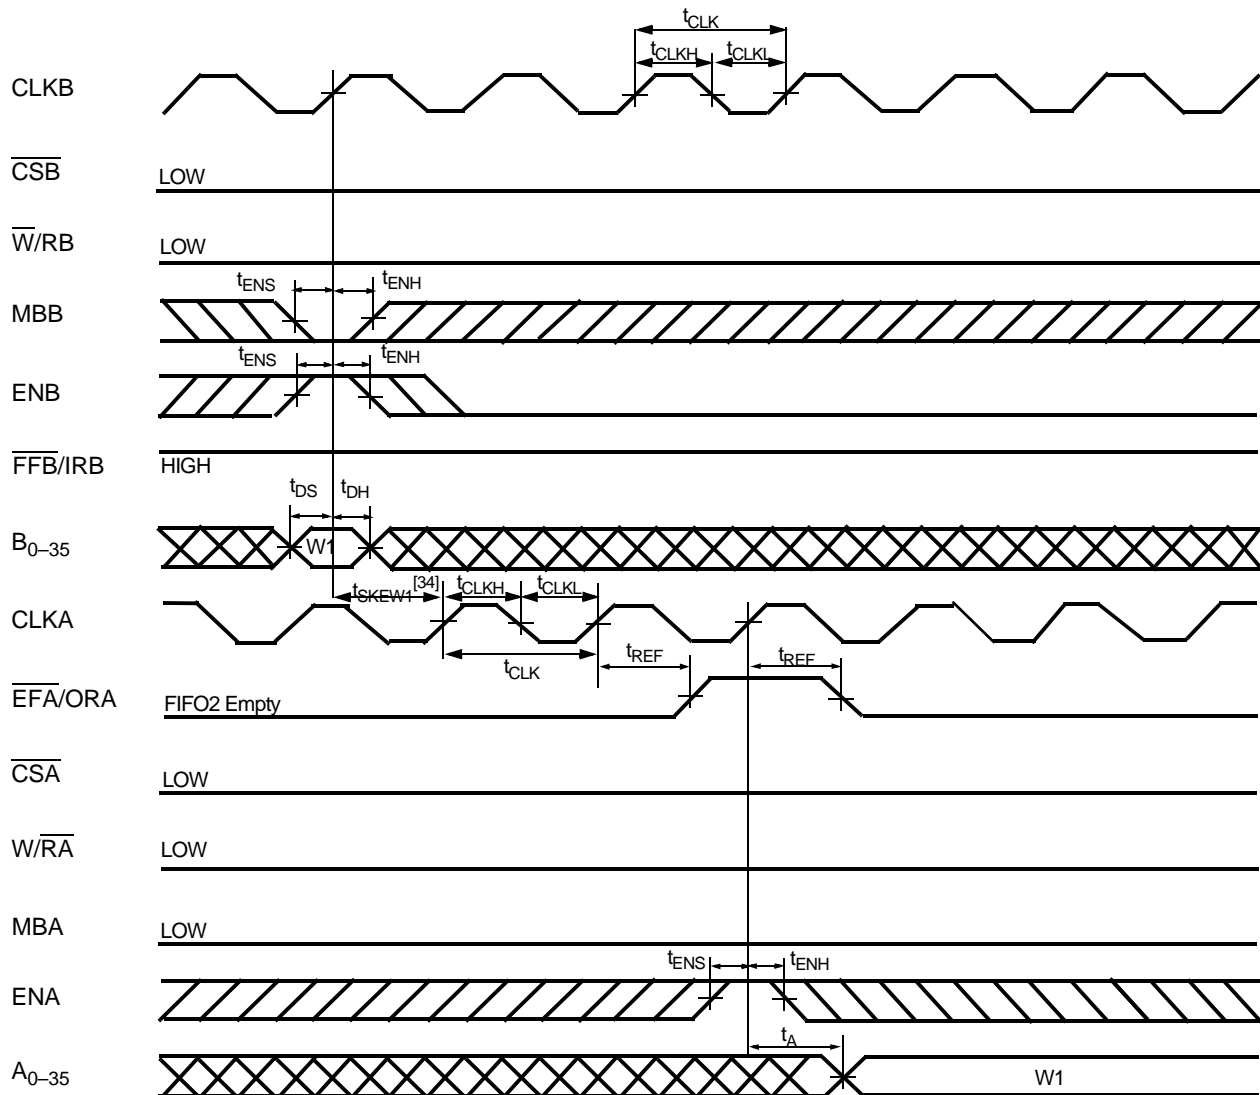 tCLK
tCLKH tCLKL
CLKB
CSB
LOW
W/RB
LOW
tENS tENH
MBB
tENS tENH
ENB
FFB/IRB
HIGH
tDS tDH
B0–35
W1
tSKEW1[34] tCLKH tCLKL
CLKA
tCLK tREF tREF
EFA/ORA
FIFO2 Empty
CSA
LOW
W/RA
LOW
MBA
LOW
tENS tENH
ENA
tA
A0–35
W1